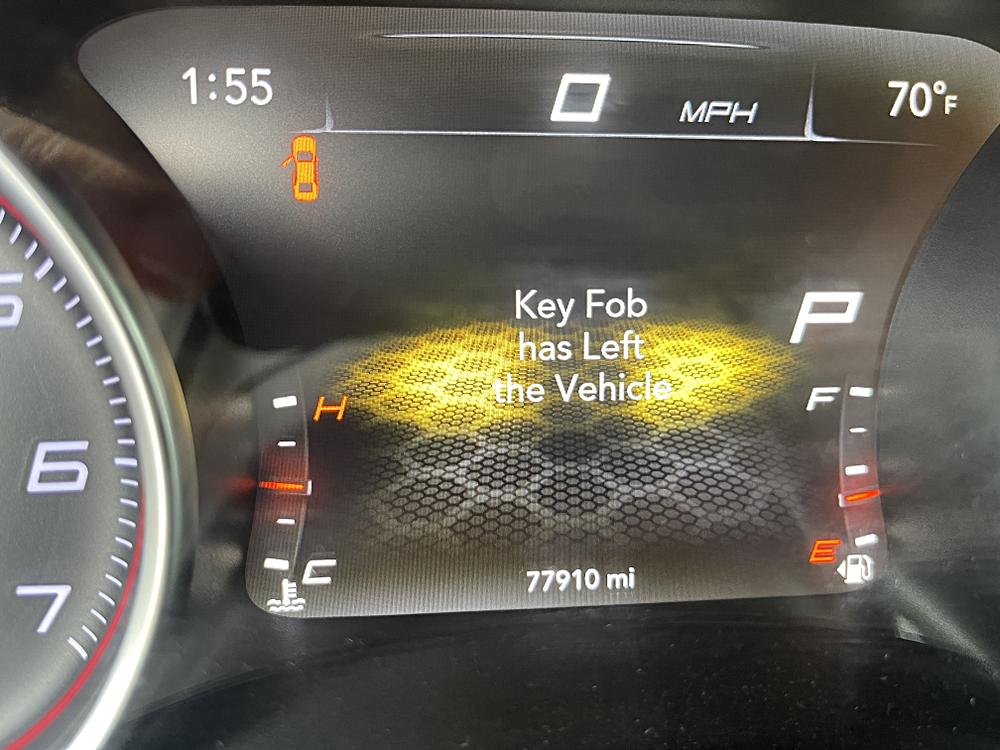 1:55
0 MPH
70°F
Key Fob
has Left
the Vehicle
P
H
F
5
6
E
C
7
77910 mi